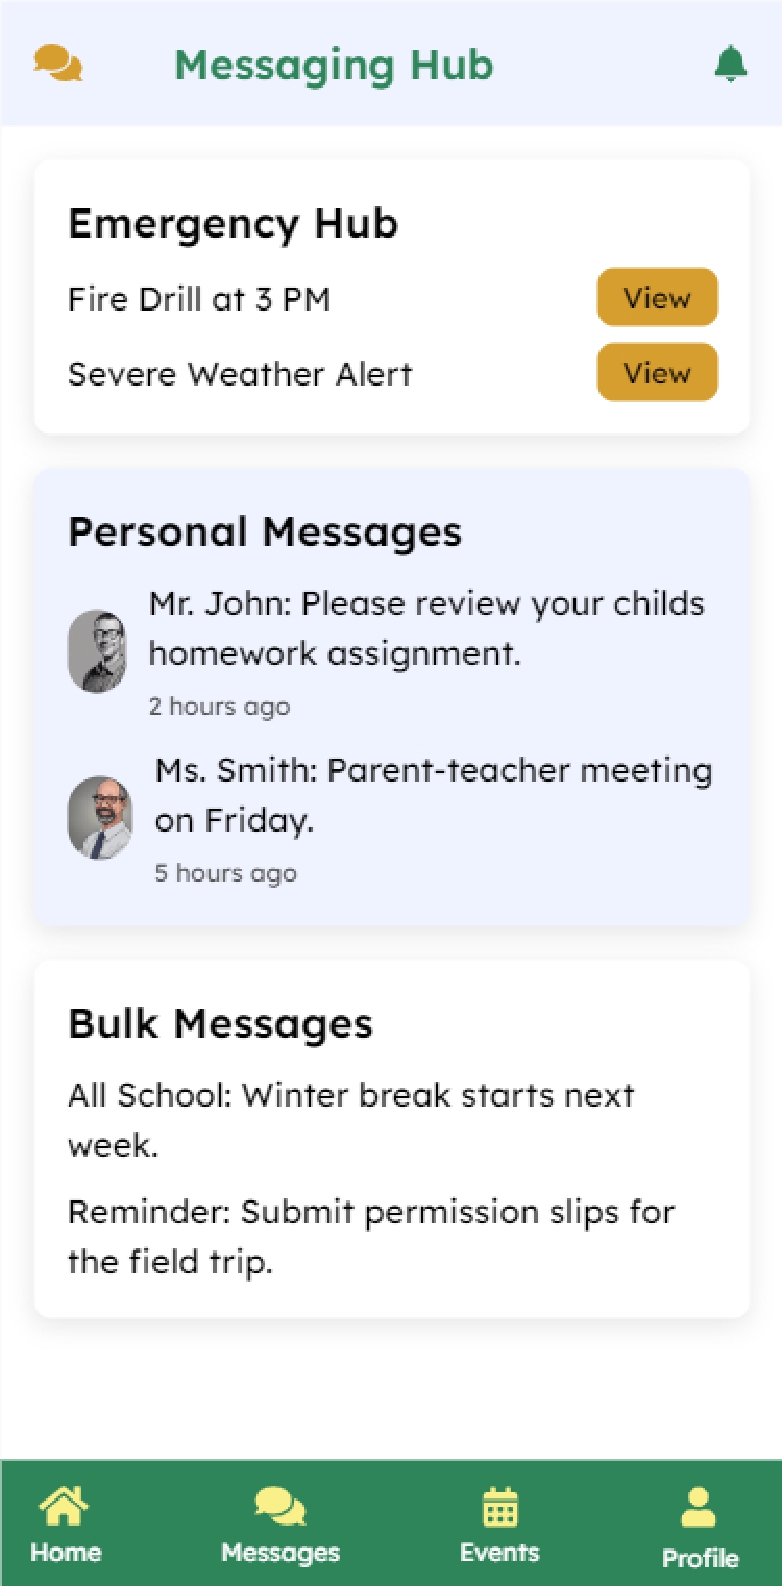 Messaging Hub
Emergency Hub
Fire Drill at 3 PM
View
Severe Weather Alert
View
Personal Messages
Mr. John: Please review your childs
homework assignment.
2 hours ago
Ms. Smith: Parent-teacher meeting
on Friday.
5 hours ago
Bulk Messages
All School: Winter break starts next
week.
Reminder: Submit permission slips for
the field trip.
Home
Messages
Events
Profile